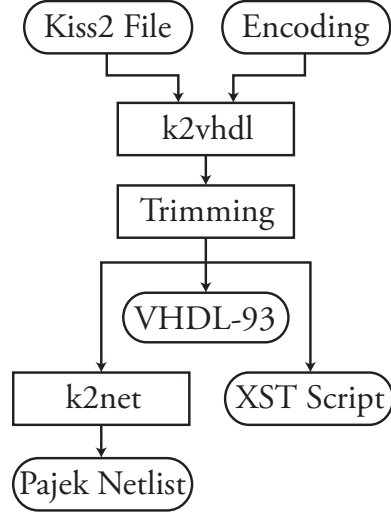 Kiss2 File
Encoding
k2vhdl
Trimming
VHDL-93
k2net
XST Script
Pajek Netlist